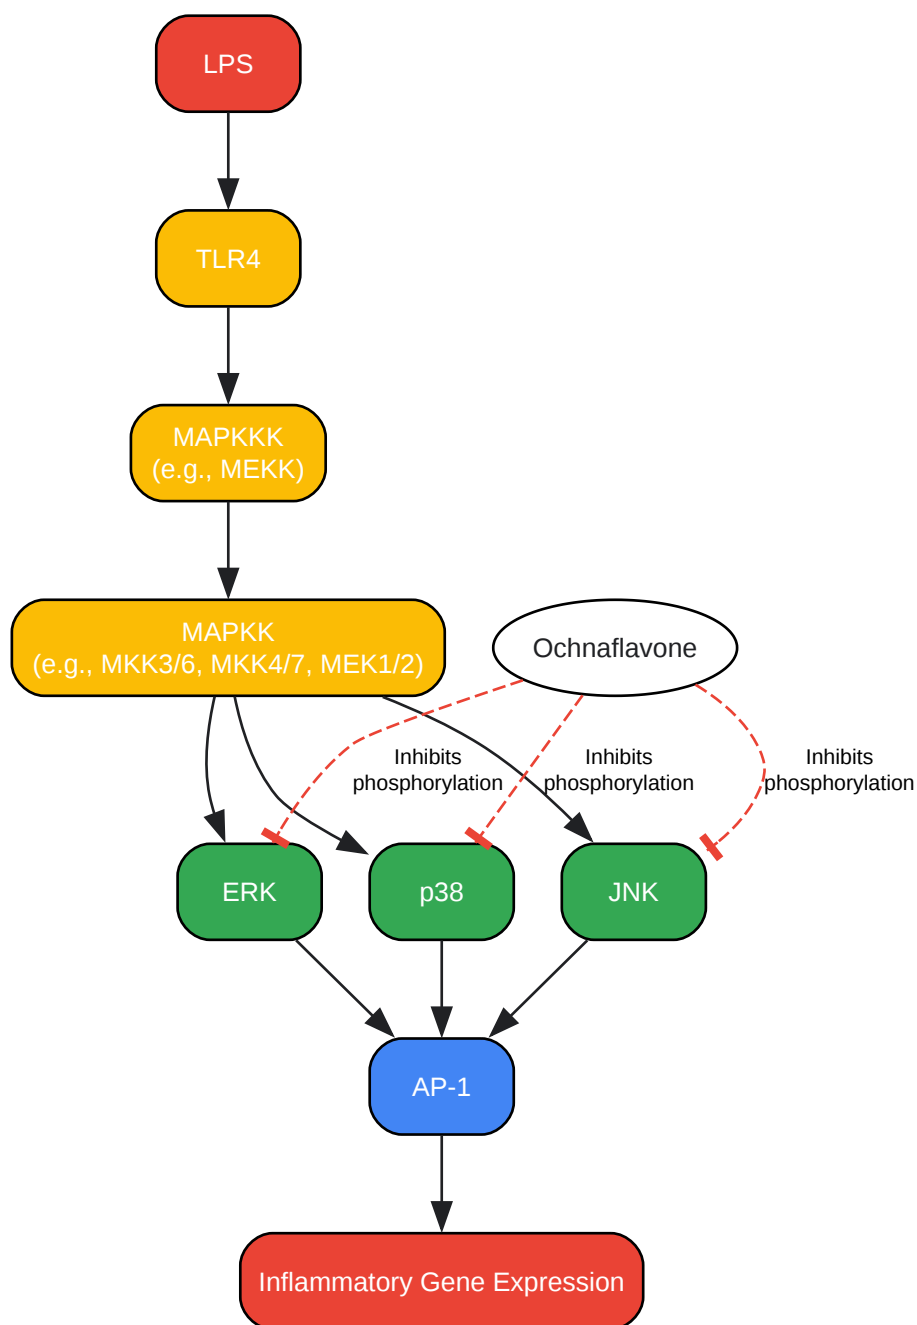 LPS
TLR4
MAPKKK
(e.g., MEKK)
MAPKK
(e.g., MKK3/6, MKK4/7, MEK1/2)
Ochnaflavone
Inhibits
phosphorylation
Inhibits
phosphorylation
Inhibits
phosphorylation
ERK
p38
JNK
AP-1
Inflammatory Gene Expression